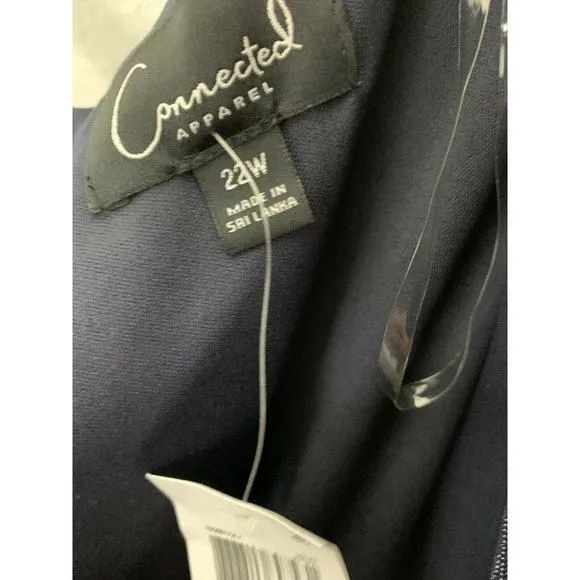 Connected
APPAREL
22W
MADE IN
SRI LANKA